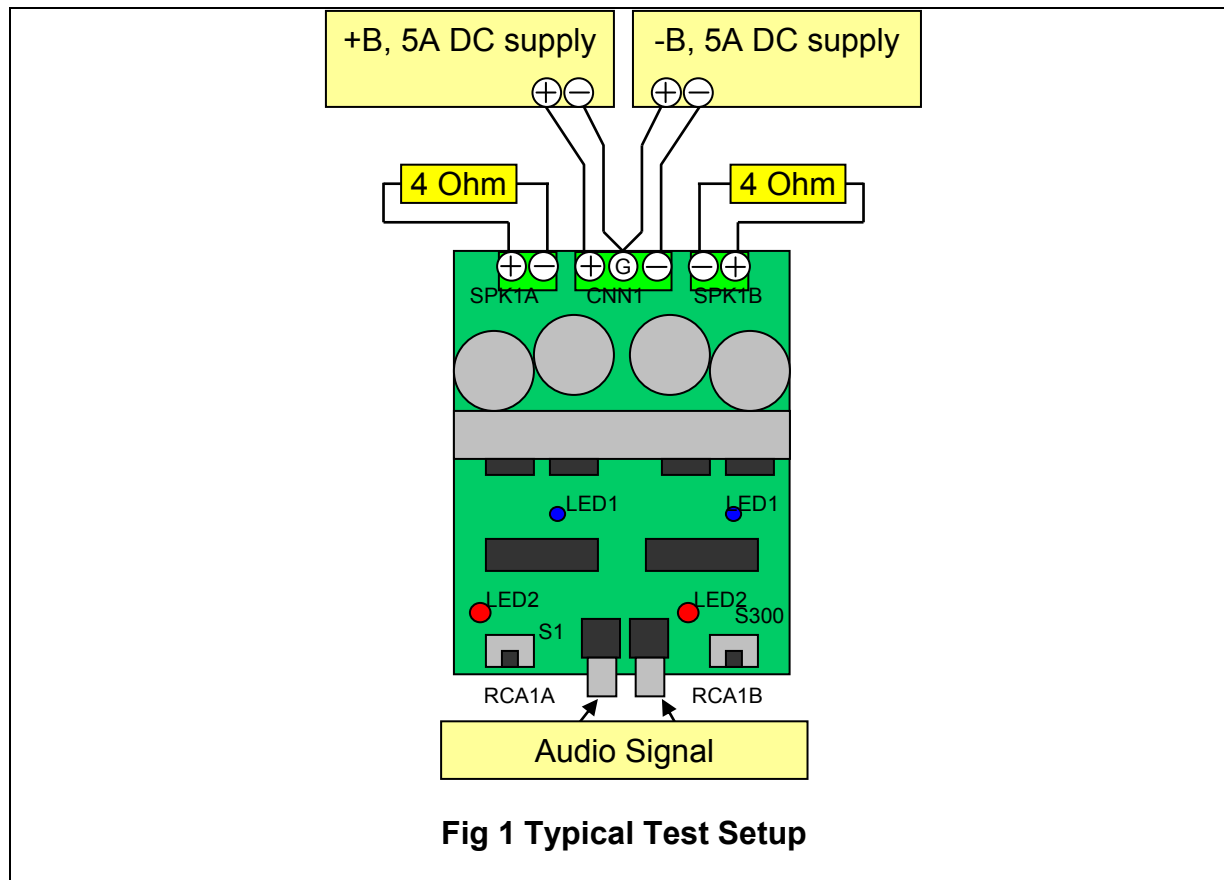 +B, 5A DC supply
-B, 5A DC supply
+ − + −
4 Ohm
4 Ohm
+ − + G − − +
SPK1A CNN1 SPK1B
LED1 LED1
LED2 LED2
S1 S300
RCA1A RCA1B
Audio Signal
Fig 1 Typical Test Setup